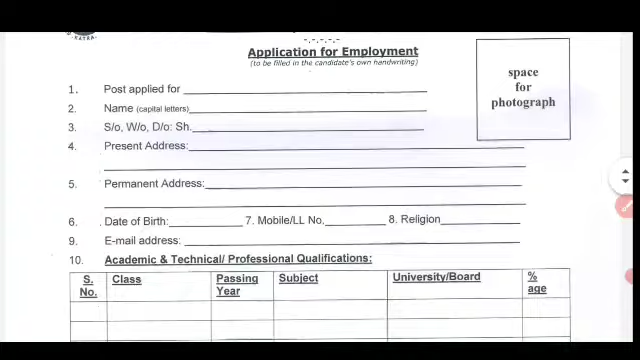 KATRA
-.-.-.-.-
Application for Employment
(to be filled in the candidate's own handwriting)
space
for
photograph
1. Post applied for
2. Name (capital letters)
3. S/o, W/o, D/o: Sh.
4. Present Address:
5. Permanent Address:
6. Date of Birth: 7. Mobile/LL No. 8. Religion
9. E-mail address:
10. Academic & Technical/ Professional Qualifications:
S. No. Class Passing Year Subject University/Board % age